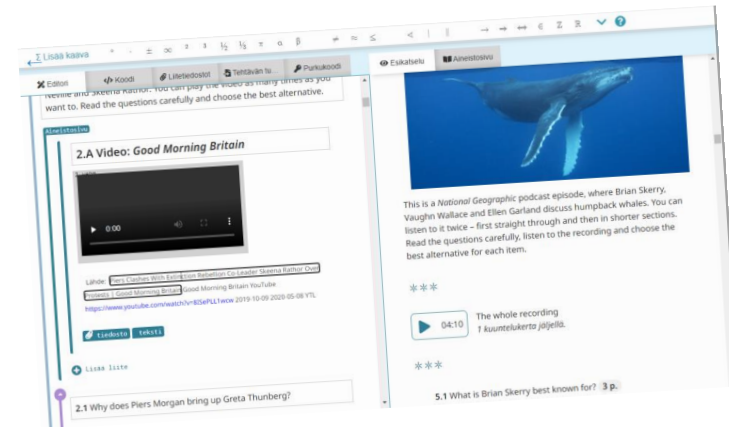 Σ Lisää kaava ° · ± ∞ ² ³ ½ ⅓ π α β ≠ ≈ ≤ < | ‖ → ⇒ ⇔ ∈ ℤ ℝ
Editori
Koodi
Liitetiedostot
Tehtävän tu...
Purkukoodi
Neville and Skeena Rathor. You can play the video as many times as you
want to. Read the questions carefully and choose the best alternative.
Aineistosivu
2.A Video: Good Morning Britain
0:00
Lähde: Piers Clashes With Extinction Rebellion Co-Leader Skeena Rathor Over
Protests | Good Morning Britain Good Morning Britain YouTube
https://www.youtube.com/watch?v=8ISePLL1wcw 2019-10-09 2020-05-08 YTL
tiedosto teksti
Lisää liite
2.1 Why does Piers Morgan bring up Greta Thunberg?
Esikatselu
Aineistosivu
This is a National Geographic podcast episode, where Brian Skerry,
Vaughn Wallace and Ellen Garland discuss humpback whales. You can
listen to it twice – first straight through and then in shorter sections.
Read the questions carefully, listen to the recording and choose the
best alternative for each item.
***
04:10
The whole recording
1 kuuntelukerta jäljellä.
***
5.1 What is Brian Skerry best known for? 3 p.